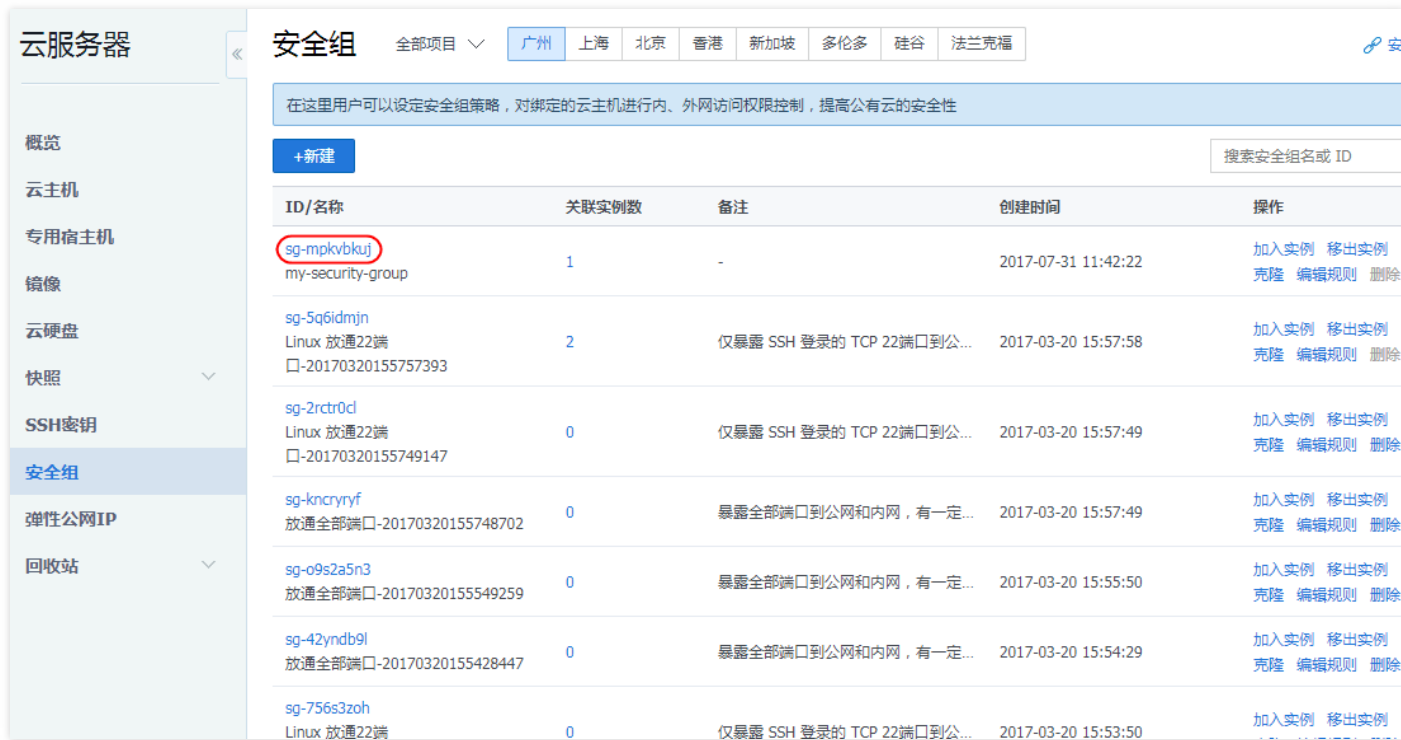 云服务器
概览
云主机
专用宿主机
镜像
云硬盘
快照
SSH密钥
安全组
弹性公网IP
回收站
安全组 全部项目 广州 上海 北京 香港 新加坡 多伦多 硅谷 法兰克福
在这里用户可以设定安全组策略，对绑定的云主机进行内、外网访问权限控制，提高公有云的安全性
+新建 搜索安全组名或 ID
ID/名称 关联实例数 备注 创建时间 操作
sg-mpkvbkuj
my-security-group
1 - 2017-07-31 11:42:22
加入实例 移出实例
克隆 编辑规则 删除
sg-5q6idmjn
Linux 放通22端
口-20170320155757393
2 仅暴露 SSH 登录的 TCP 22端口到公... 2017-03-20 15:57:58
加入实例 移出实例
克隆 编辑规则 删除
sg-2rctr0cl
Linux 放通22端
口-20170320155749147
0 仅暴露 SSH 登录的 TCP 22端口到公... 2017-03-20 15:57:49
加入实例 移出实例
克隆 编辑规则 删除
sg-kncryryf
放通全部端口-20170320155748702
0 暴露全部端口到公网和内网，有一定... 2017-03-20 15:57:49
加入实例 移出实例
克隆 编辑规则 删除
sg-o9s2a5n3
放通全部端口-20170320155549259
0 暴露全部端口到公网和内网，有一定... 2017-03-20 15:55:50
加入实例 移出实例
克隆 编辑规则 删除
sg-42yndb9l
放通全部端口-20170320155428447
0 暴露全部端口到公网和内网，有一定... 2017-03-20 15:54:29
加入实例 移出实例
克隆 编辑规则 删除
sg-756s3zoh
Linux 放通22端
0 仅暴露 SSH 登录的 TCP 22端口到公... 2017-03-20 15:53:50
加入实例 移出实例